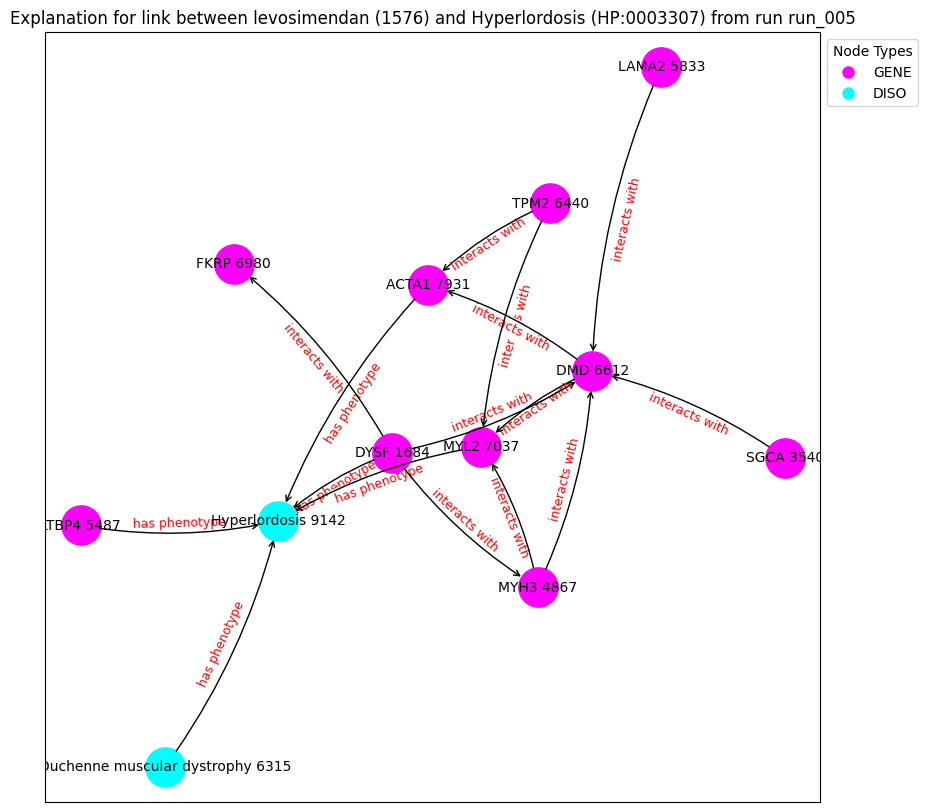 Explanation for link between levosimendan (1576) and Hyperlordosis (HP:0003307) from run run_005
Node Types
GENE
DISO
LAMA2 5833
interacts with
TPM2 6440
interacts with
FKRP 6980
ACTA1 7931
interacts with
interacts with
interacts with
DMD 6612
has phenotype
interacts with
interacts with
interacts with
DYSF 1684
MYL2 7037
SGCA 3540
has phenotype
has phenotype
interacts with
interacts with
interacts with
LTBP4 5487
has phenotype
Hyperlordosis 9142
MYH3 4867
has phenotype
Duchenne muscular dystrophy 6315